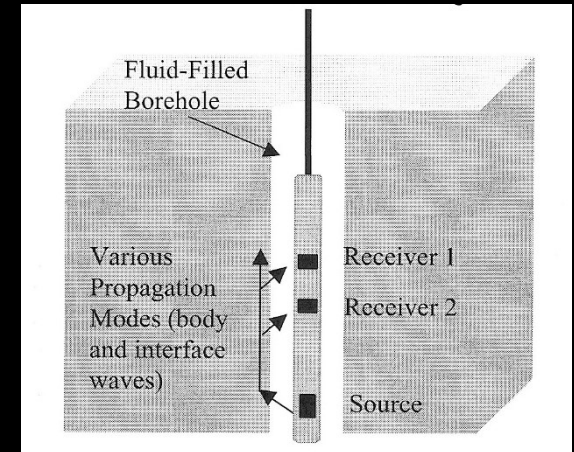 Fluid-Filled
Borehole
Various
Propagation
Modes (body
and interface
waves)
Receiver 1
Receiver 2
Source